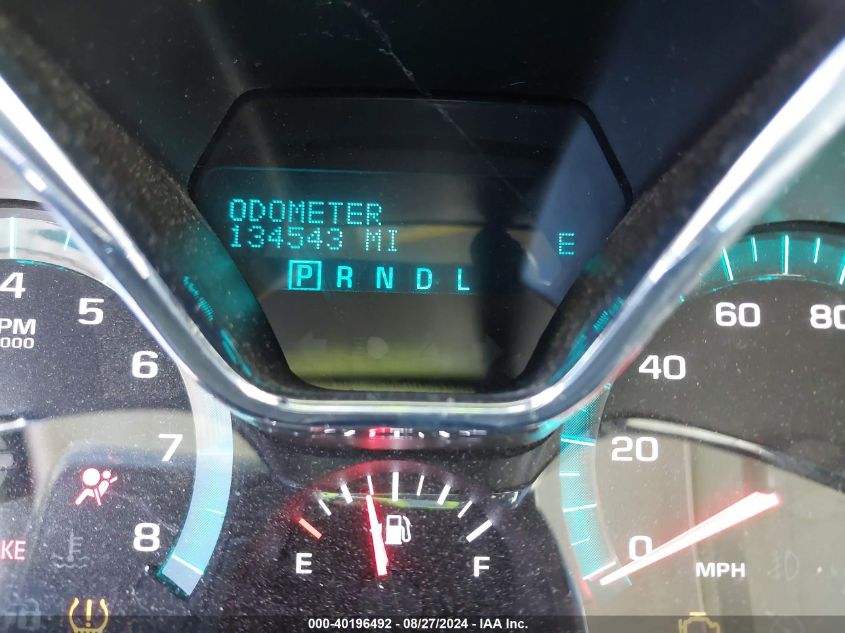 ODOMETER
134543 MI
E
P R N D L
4
5
6
7
8
PM
000
KE
E
F
0
20
40
60
80
MPH
000-40196492 - 08/27/2024 - IAA Inc.